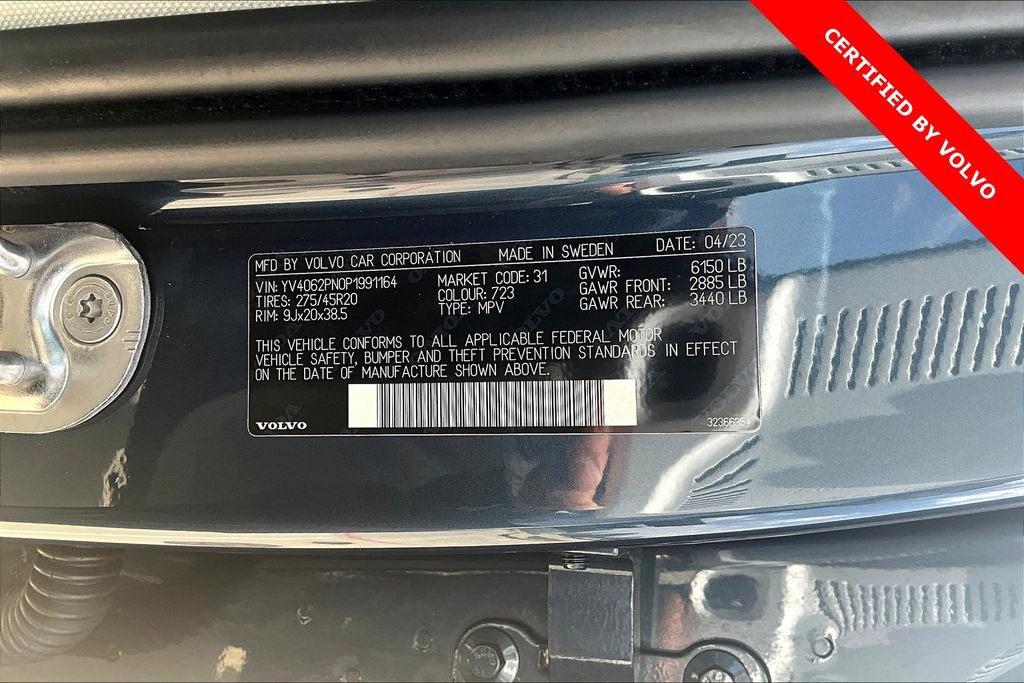 CERTIFIED BY VOLVO
MFD BY VOLVO CAR CORPORATION MADE IN SWEDEN DATE: 04/23
VIN: YV4062PN0P1991164 MARKET CODE: 31 GVWR: 6150 LB
TIRES: 275/45R20 COLOUR: 723 GAWR FRONT: 2885 LB
RIM: 9Jx20x38.5 TYPE: MPV GAWR REAR: 3440 LB
THIS VEHICLE CONFORMS TO ALL APPLICABLE FEDERAL MOTOR
VEHICLE SAFETY, BUMPER AND THEFT PREVENTION STANDARDS IN EFFECT
ON THE DATE OF MANUFACTURE SHOWN ABOVE.
VOLVO 32366354